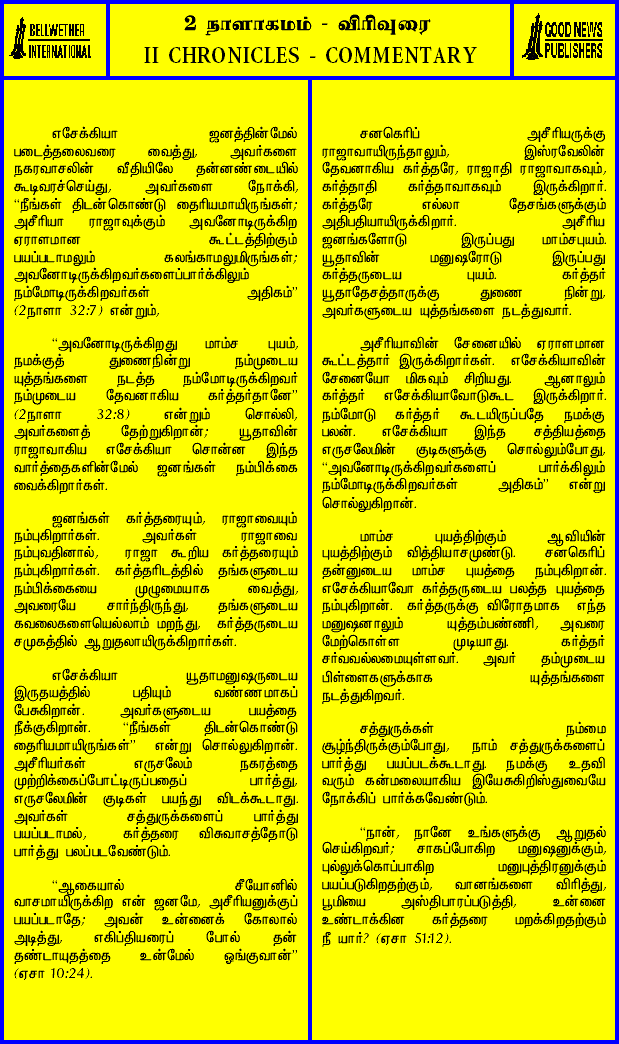 BELLWETHER
INTERNATIONAL
2 நாளாகமம் - விரிவுரை
II CHRONICLES - COMMENTARY
GOOD NEWS
PUBLISHERS
எசேக்கியா ஜனத்தின்மேல்
படைத்தலைவரை வைத்து, அவர்களை
நகரவாசலின் வீதியிலே தன்னண்டையில்
கூடிவரச்செய்து, அவர்களை நோக்கி,
“நீங்கள் திடன்கொண்டு தைரியமாயிருங்கள்;
அசீரியா ராஜாவுக்கும் அவனோடிருக்கிற
ஏராளமான கூட்டத்திற்கும்
பயப்படாமலும் கலங்காமலுமிருங்கள்;
அவனோடிருக்கிறவர்களைப்பார்க்கிலும்
நம்மோடிருக்கிறவர்கள் அதிகம்”
(2நாளா 32:7) என்றும்,
“அவனோடிருக்கிறது மாம்ச புயம்,
நமக்குத் துணைநின்று நம்முடைய
யுத்தங்களை நடத்த நம்மோடிருக்கிறவர்
நம்முடைய தேவனாகிய கர்த்தர்தானே”
(2நாளா 32:8) என்றும் சொல்லி,
அவர்களைத் தேற்றுகிறான்; யூதாவின்
ராஜாவாகிய எசேக்கியா சொன்ன இந்த
வார்த்தைகளின்மேல் ஜனங்கள் நம்பிக்கை
வைக்கிறார்கள்.
ஜனங்கள் கர்த்தரையும், ராஜாவையும்
நம்புகிறார்கள். அவர்கள் ராஜாவை
நம்புவதினால், ராஜா கூறிய கர்த்தரையும்
நம்புகிறார்கள். கர்த்தரிடத்தில் தங்களுடைய
நம்பிக்கையை முழுமையாக வைத்து,
அவரையே சார்ந்திருந்து, தங்களுடைய
கவலைகளையெல்லாம் மறந்து, கர்த்தருடைய
சமுகத்தில் ஆறுதலாயிருக்கிறார்கள்.
எசேக்கியா யூதாமனுஷருடைய
இருதயத்தில் பதியும் வண்ணமாகப்
பேசுகிறான். அவர்களுடைய பயத்தை
நீக்குகிறான். “நீங்கள் திடன்கொண்டு
தைரியமாயிருங்கள்” என்று சொல்லுகிறான்.
அசீரியர்கள் எருசலேம் நகரத்தை
முற்றிக்கைப்போட்டிருப்பதைப் பார்த்து,
எருசலேமின் குடிகள் பயந்து விடக்கூடாது.
அவர்கள் சத்துருக்களைப் பார்த்து
பயப்படாமல், கர்த்தரை விசுவாசத்தோடு
பார்த்து பலப்படவேண்டும்.
“ஆகையால் சீயோனில்
வாசமாயிருக்கிற என் ஜனமே, அசீரியனுக்குப்
பயப்படாதே; அவன் உன்னைக் கோலால்
அடித்து, எகிப்தியரைப் போல் தன்
தண்டாயுதத்தை உன்மேல் ஓங்குவான்”
(ஏசா 10:24).
சனகெரிப் அசீரியருக்கு
ராஜாவாயிருந்தாலும், இஸ்ரவேலின்
தேவனாகிய கர்த்தரே, ராஜாதி ராஜாவாகவும்,
கர்த்தாதி கர்த்தாவாகவும் இருக்கிறார்.
கர்த்தரே எல்லா தேசங்களுக்கும்
அதிபதியாயிருக்கிறார். அசீரிய
ஜனங்களோடு இருப்பது மாம்சபுயம்.
யூதாவின் மனுஷரோடு இருப்பது
கர்த்தருடைய புயம். கர்த்தர்
யூதாதேசத்தாருக்கு துணை நின்று,
அவர்களுடைய யுத்தங்களை நடத்துவார்.
அசீரியாவின் சேனையில் ஏராளமான
கூட்டத்தார் இருக்கிறார்கள். எசேக்கியாவின்
சேனையோ மிகவும் சிறியது. ஆனாலும்
கர்த்தர் எசேக்கியாவோடுகூட இருக்கிறார்.
நம்மோடு கர்த்தர் கூடயிருப்பதே நமக்கு
பலன். எசேக்கியா இந்த சத்தியத்தை
எருசலேமின் குடிகளுக்கு சொல்லும்போது,
“அவனோடிருக்கிறவர்களைப் பார்க்கிலும்
நம்மோடிருக்கிறவர்கள் அதிகம்” என்று
சொல்லுகிறான்.
மாம்ச புயத்திற்கும் ஆவியின்
புயத்திற்கும் வித்தியாசமுண்டு. சனகெரிப்
தன்னுடைய மாம்ச புயத்தை நம்புகிறான்.
எசேக்கியாவோ கர்த்தருடைய பலத்த புயத்தை
நம்புகிறான். கர்த்தருக்கு விரோதமாக எந்த
மனுஷனாலும் யுத்தம்பண்ணி, அவரை
மேற்கொள்ள முடியாது. கர்த்தர்
சர்வவல்லமையுள்ளவர். அவர் தம்முடைய
பிள்ளைகளுக்காக யுத்தங்களை
நடத்துகிறவர்.
சத்துருக்கள் நம்மை
சூழ்ந்திருக்கும்போது, நாம் சத்துருக்களைப்
பார்த்து பயப்படக்கூடாது. நமக்கு உதவி
வரும் கன்மலையாகிய இயேசுகிறிஸ்துவையே
நோக்கிப் பார்க்கவேண்டும்.
“நான், நானே உங்களுக்கு ஆறுதல்
செய்கிறவர்; சாகப்போகிற மனுஷனுக்கும்,
புல்லுக்கொப்பாகிற மனுபுத்திரனுக்கும்
பயப்படுகிறதற்கும், வானங்களை விரித்து,
பூமியை அஸ்திபாரப்படுத்தி, உன்னை
உண்டாக்கின கர்த்தரை மறக்கிறதற்கும்
நீ யார்? (ஏசா 51:12).